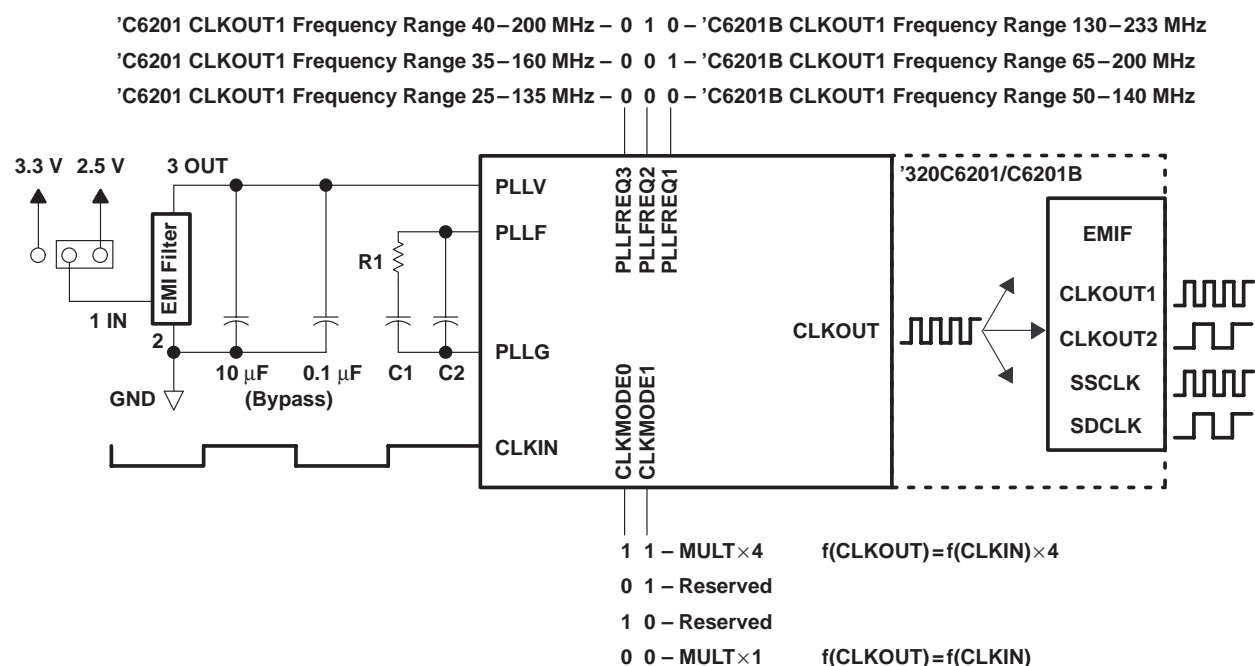 ’C6201 CLKOUT1 Frequency Range 40–200 MHz – 0 1 0 – ’C6201B CLKOUT1 Frequency Range 130–233 MHz
’C6201 CLKOUT1 Frequency Range 35–160 MHz – 0 0 1 – ’C6201B CLKOUT1 Frequency Range 65–200 MHz
’C6201 CLKOUT1 Frequency Range 25–135 MHz – 0 0 0 – ’C6201B CLKOUT1 Frequency Range 50–140 MHz
3.3 V 2.5 V 3 OUT
EMI Filter
1 IN
2
GND
10 μF 0.1 μF
(Bypass)
R1
C1 C2
PLLV
PLLF
PLLG
CLKIN
PLLFREQ3
PLLFREQ2
PLLFREQ1
CLKMODE0
CLKMODE1
CLKOUT
’320C6201/C6201B
EMIF
CLKOUT1
CLKOUT2
SSCLK
SDCLK
1 1 – MULT×4 f(CLKOUT)=f(CLKIN)×4
0 1 – Reserved
1 0 – Reserved
0 0 – MULT×1 f(CLKOUT)=f(CLKIN)